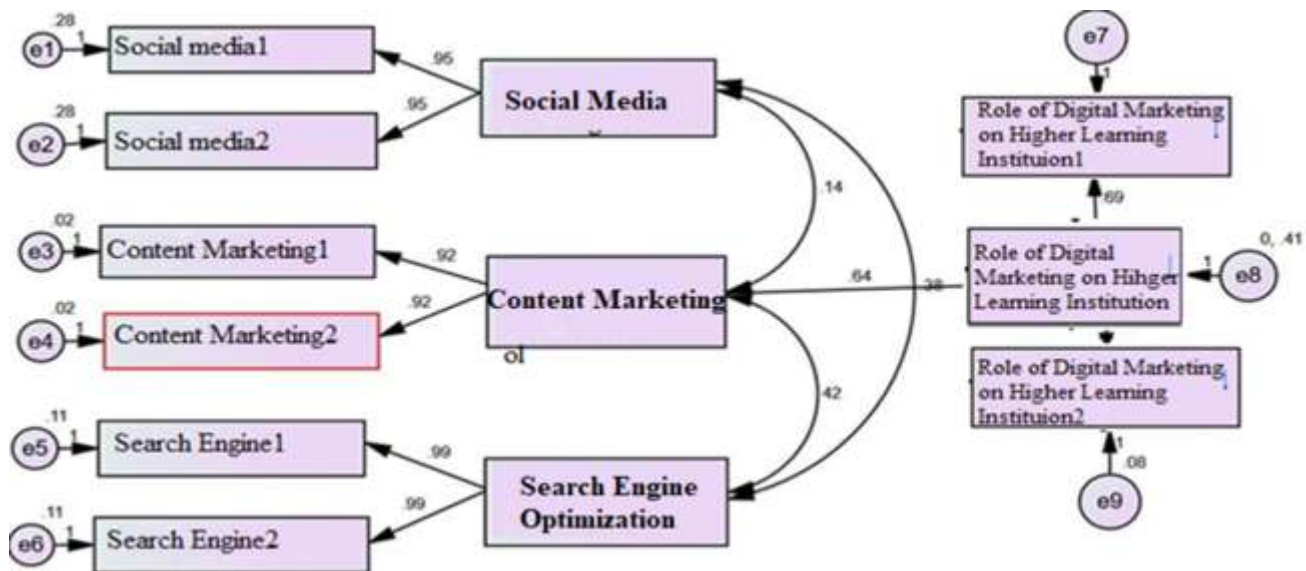 .28
e1
1
Social media1
.95
Social Media
.28
e2
1
Social media2
.95
.14
.02
e3
1
Content Marketing1
.92
Content Marketing
ol
.02
e4
1
Content Marketing2
.92
.64
.38
.42
.11
e5
1
Search Engine1
.99
Search Engine
Optimization
.11
e6
1
Search Engine2
.99
e7
1
Role of Digital Marketing
on Higher Learning
Instituion1
.69
Role of Digital
Marketing on Hihger
Learning Institution
0, .41
1
e8
Role of Digital Marketing
on Higher Learning
Instituion2
1
.08
e9